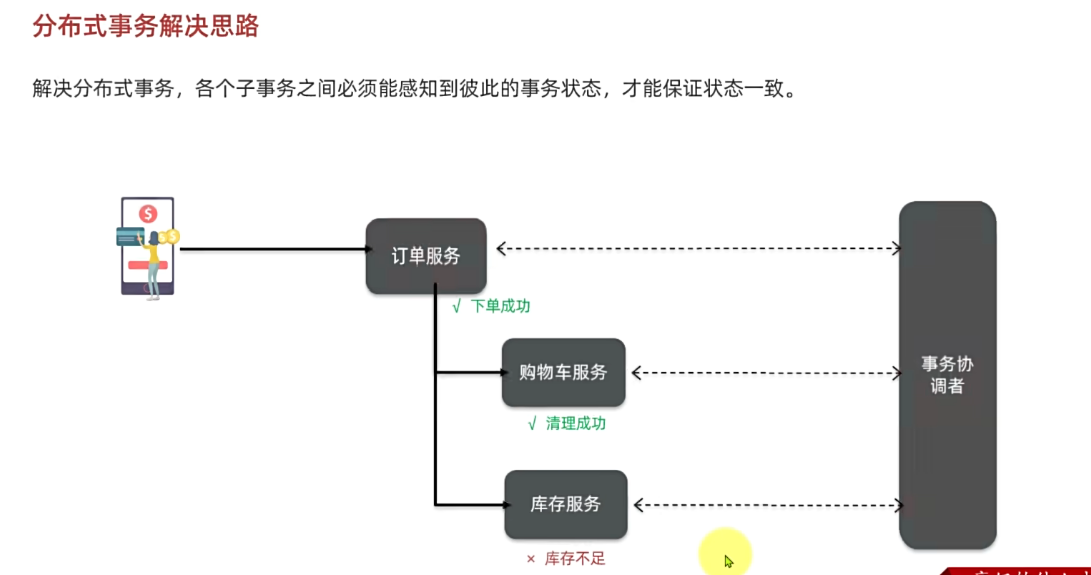 分布式事务解决思路
解决分布式事务，各个子事务之间必须能感知到彼此的事务状态，才能保证状态一致。
$
$
订单服务
√ 下单成功
购物车服务
√ 清理成功
事务协
调者
库存服务
× 库存不足